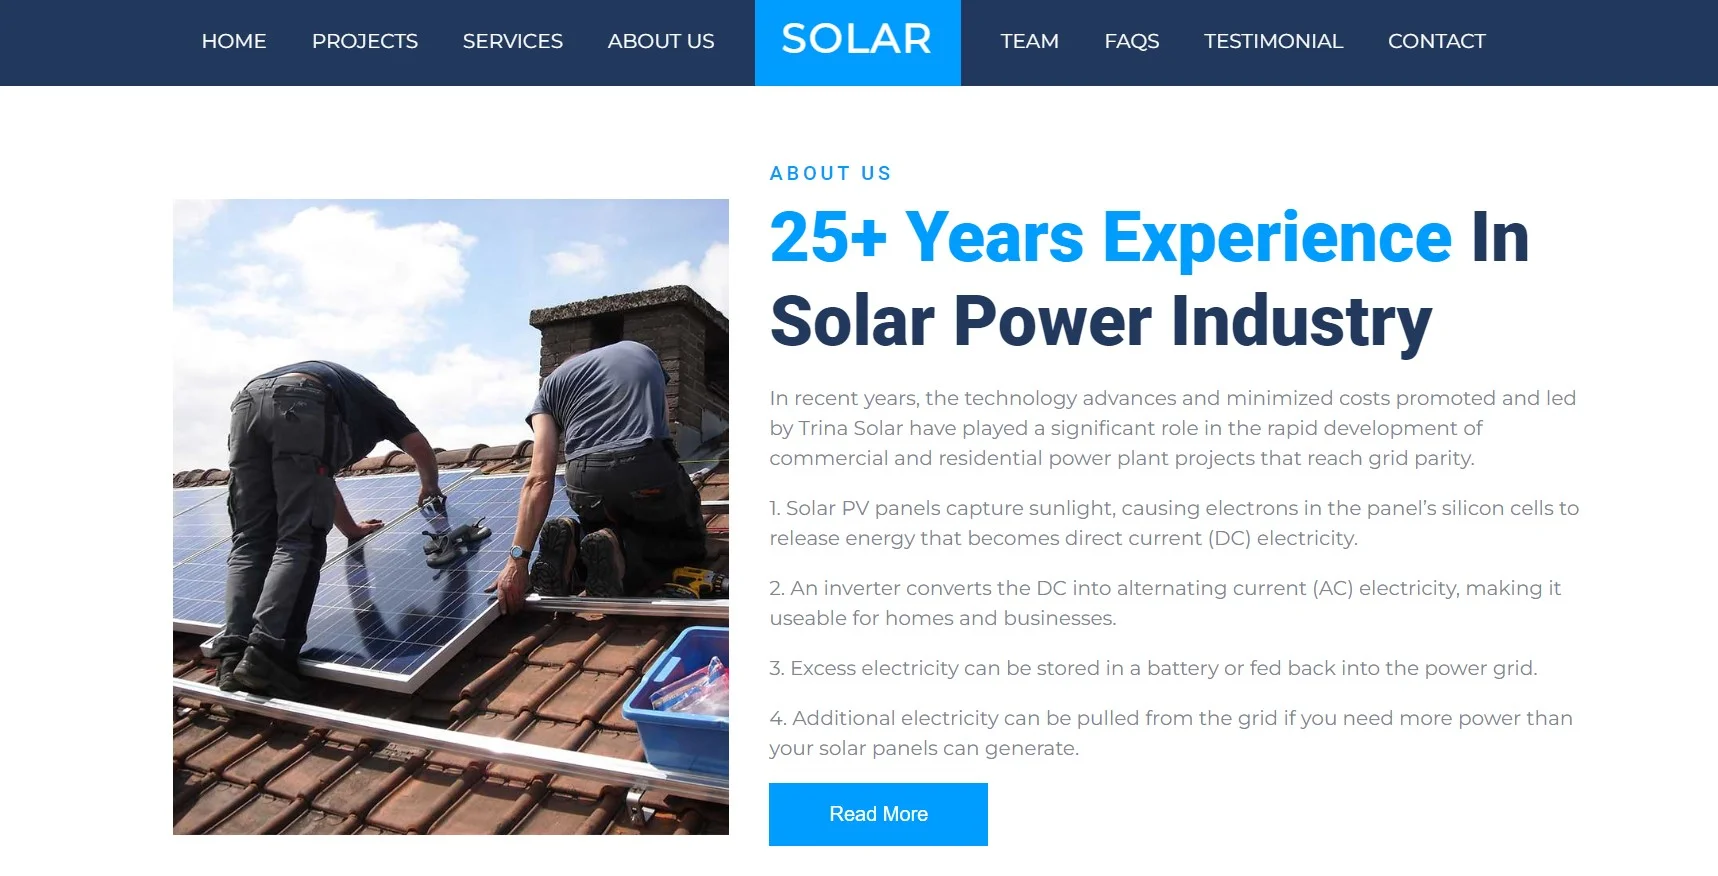 HOME PROJECTS SERVICES ABOUT US SOLAR TEAM FAQS TESTIMONIAL CONTACT
ABOUT US
25+ Years Experience In
Solar Power Industry
In recent years, the technology advances and minimized costs promoted and led
by Trina Solar have played a significant role in the rapid development of
commercial and residential power plant projects that reach grid parity.
1. Solar PV panels capture sunlight, causing electrons in the panel’s silicon cells to
release energy that becomes direct current (DC) electricity.
2. An inverter converts the DC into alternating current (AC) electricity, making it
useable for homes and businesses.
3. Excess electricity can be stored in a battery or fed back into the power grid.
4. Additional electricity can be pulled from the grid if you need more power than
your solar panels can generate.
Read More